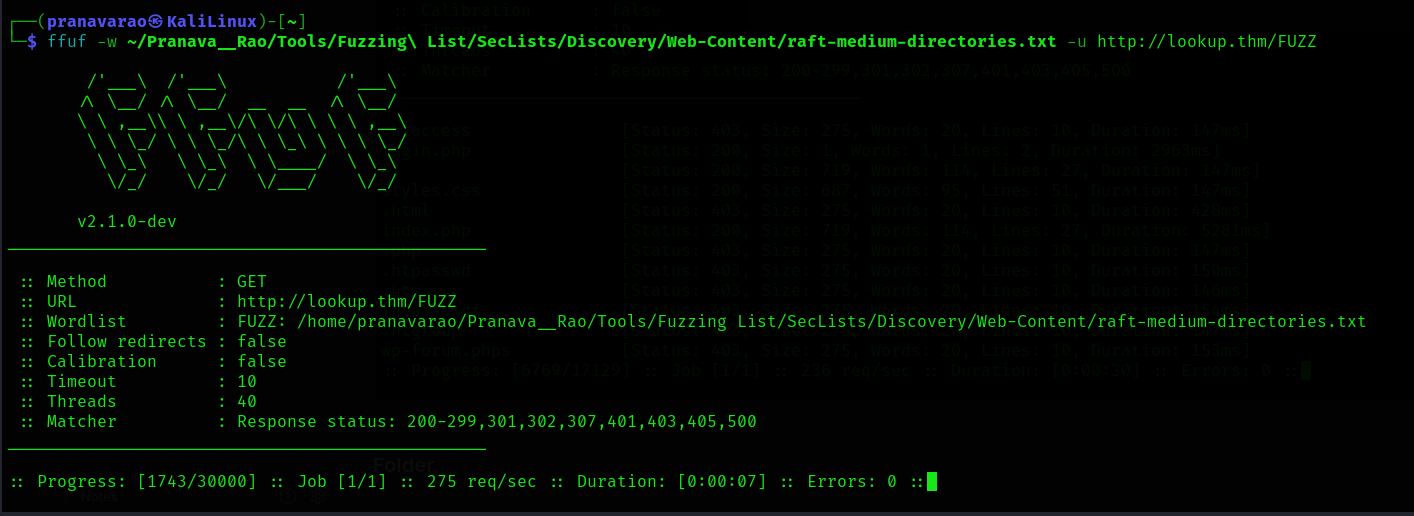 ┌──(pranavarao㉿KaliLinux)-[~]
└─$ ffuf -w ~/Pranava__Rao/Tools/Fuzzing\ List/SecLists/Discovery/Web-Content/raft-medium-directories.txt -u http://lookup.thm/FUZZ
v2.1.0-dev
:: Method : GET
:: URL : http://lookup.thm/FUZZ
:: Wordlist : FUZZ: /home/pranavarao/Pranava__Rao/Tools/Fuzzing List/SecLists/Discovery/Web-Content/raft-medium-directories.txt
:: Follow redirects : false
:: Calibration : false
:: Timeout : 10
:: Threads : 40
:: Matcher : Response status: 200-299,301,302,307,401,403,405,500
:: Progress: [1743/30000] :: Job [1/1] :: 275 req/sec :: Duration: [0:00:07] :: Errors: 0 ::